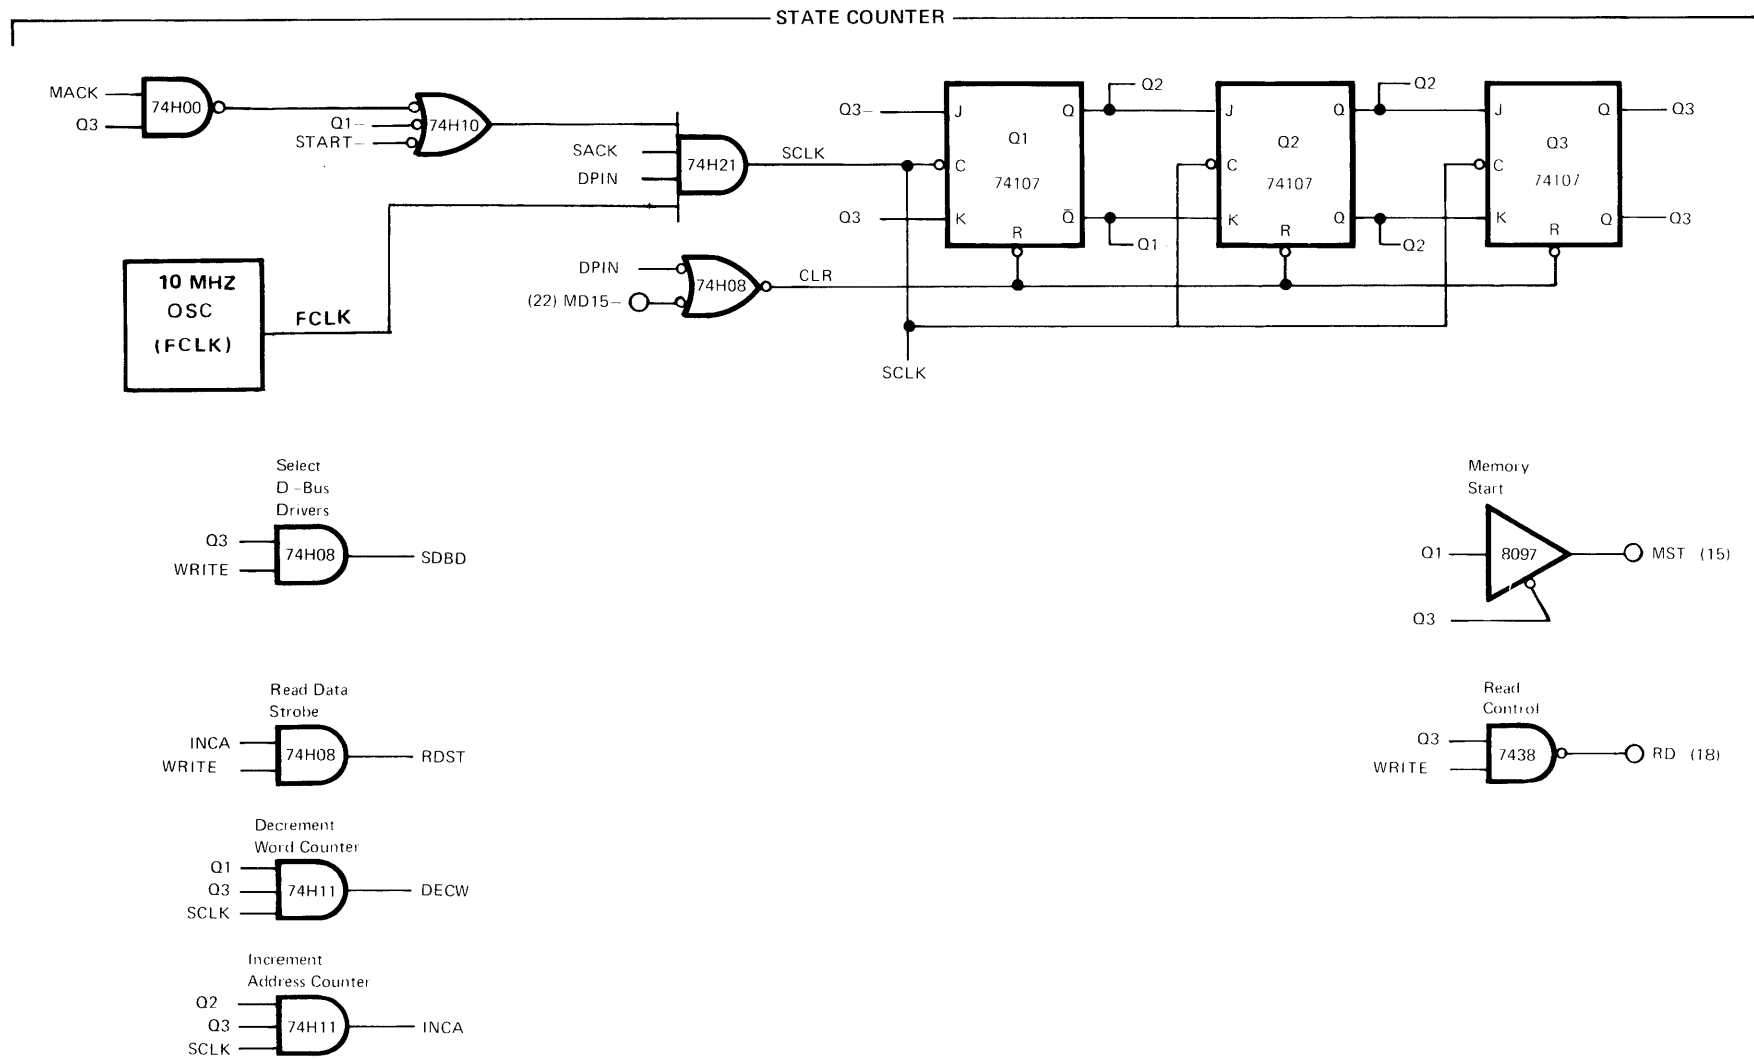 STATE COUNTER
MACK
Q3
74H00
Q1-
START-
74H10
SACK
DPIN
74H21
SCLK
10 MHZ
OSC
(FCLK)
FCLK
DPIN
(22) MD15-
74H08
CLR
SCLK
Q3-
Q3
J
C
K
Q
Q̅
R
Q1
74107
Q2
Q1
J
C
K
Q
Q
R
Q2
74107
Q2
Q2
J
C
K
Q
Q
R
Q3
74107
Q3
Q3
Select
D-Bus
Drivers
Q3
WRITE
74H08
SDBD
Memory
Start
Q1
8097
Q3
MST (15)
Read Data
Strobe
INCA
WRITE
74H08
RDST
Read
Control
Q3
WRITE
7438
RD (18)
Decrement
Word Counter
Q1
Q3
SCLK
74H11
DECW
Increment
Address Counter
Q2
Q3
SCLK
74H11
INCA